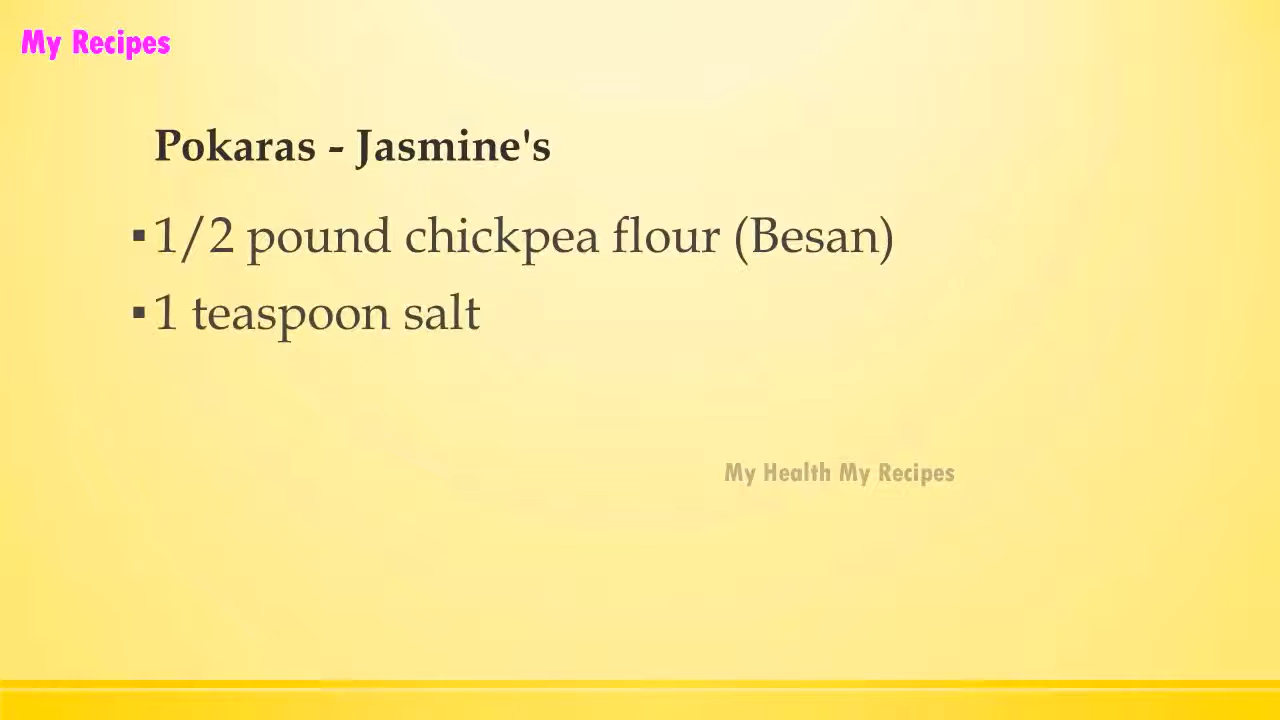 My Recipes
Pokaras - Jasmine's
▪1/2 pound chickpea flour (Besan)
▪1 teaspoon salt
My Health My Recipes